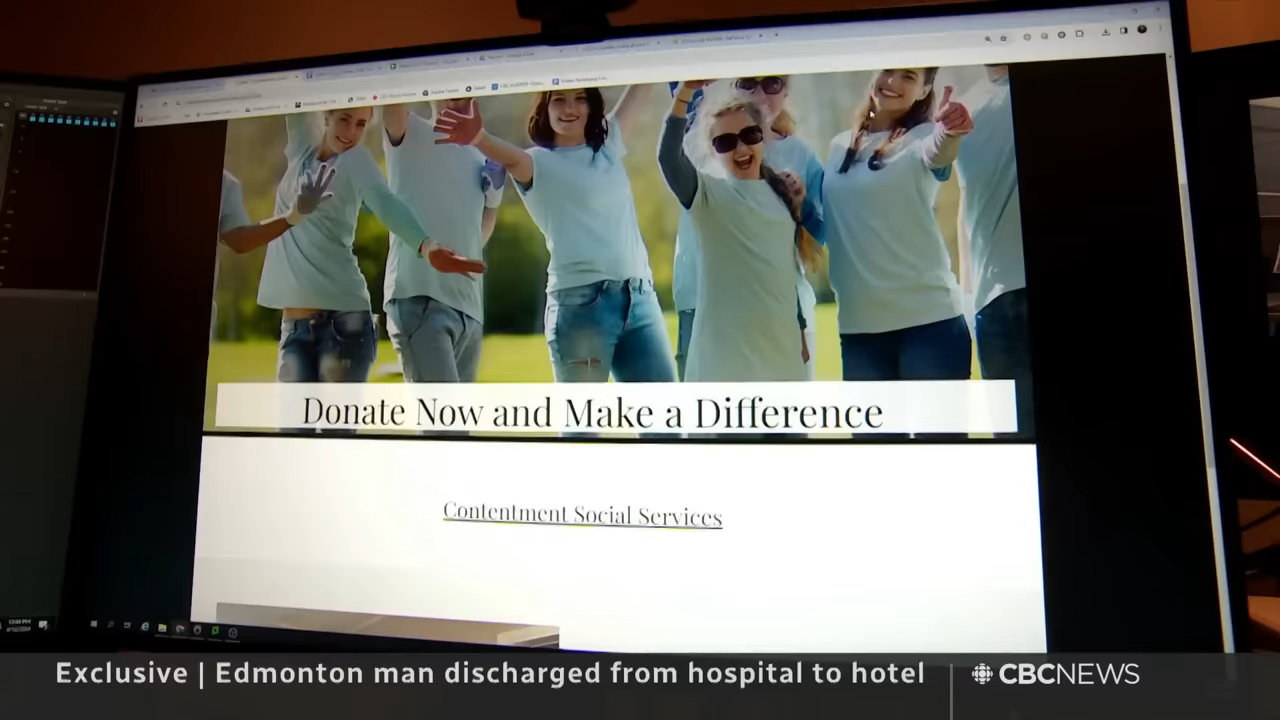 Donate Now and Make a Difference
Contentment Social Services
Exclusive | Edmonton man discharged from hospital to hotel
CBCNEWS